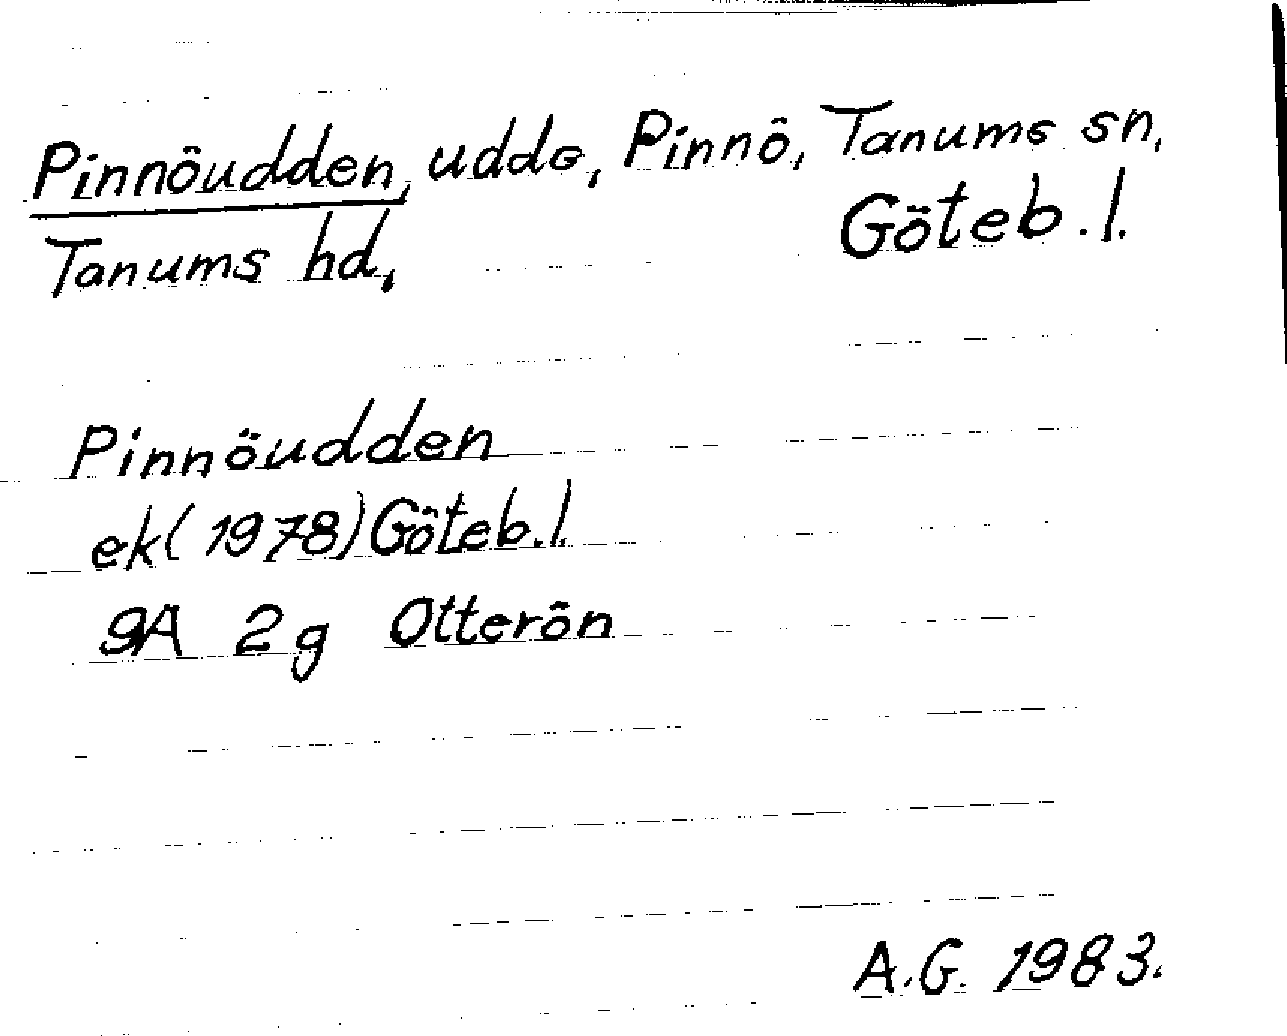 Pinnöudden, udde, Pinnö, Tanums sn,
Tanums hd, Göteb. l.
Pinnöudden
ek (1978) Göteb. l.
9A 2g Otterön
A.G. 1983.